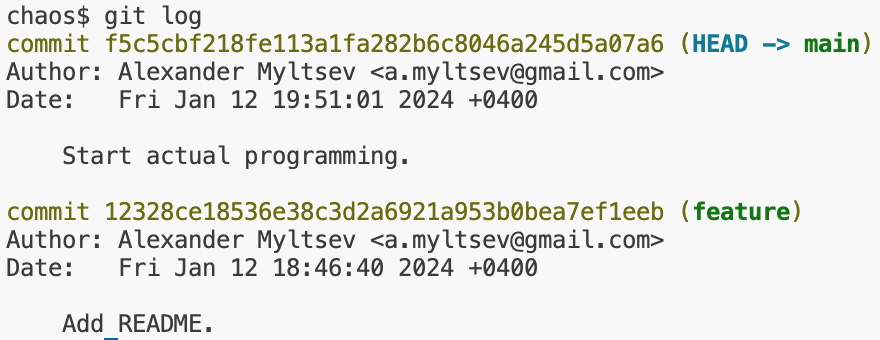 chaos$ git log
commit f5c5cbf218fe113a1fa282b6c8046a245d5a07a6 (HEAD -> main)
Author: Alexander Myltsev <a.myltsev@gmail.com>
Date:   Fri Jan 12 19:51:01 2024 +0400
    Start actual programming.
commit 12328ce18536e38c3d2a6921a953b0bea7ef1eeb (feature)
Author: Alexander Myltsev <a.myltsev@gmail.com>
Date:   Fri Jan 12 18:46:40 2024 +0400
    Add README.